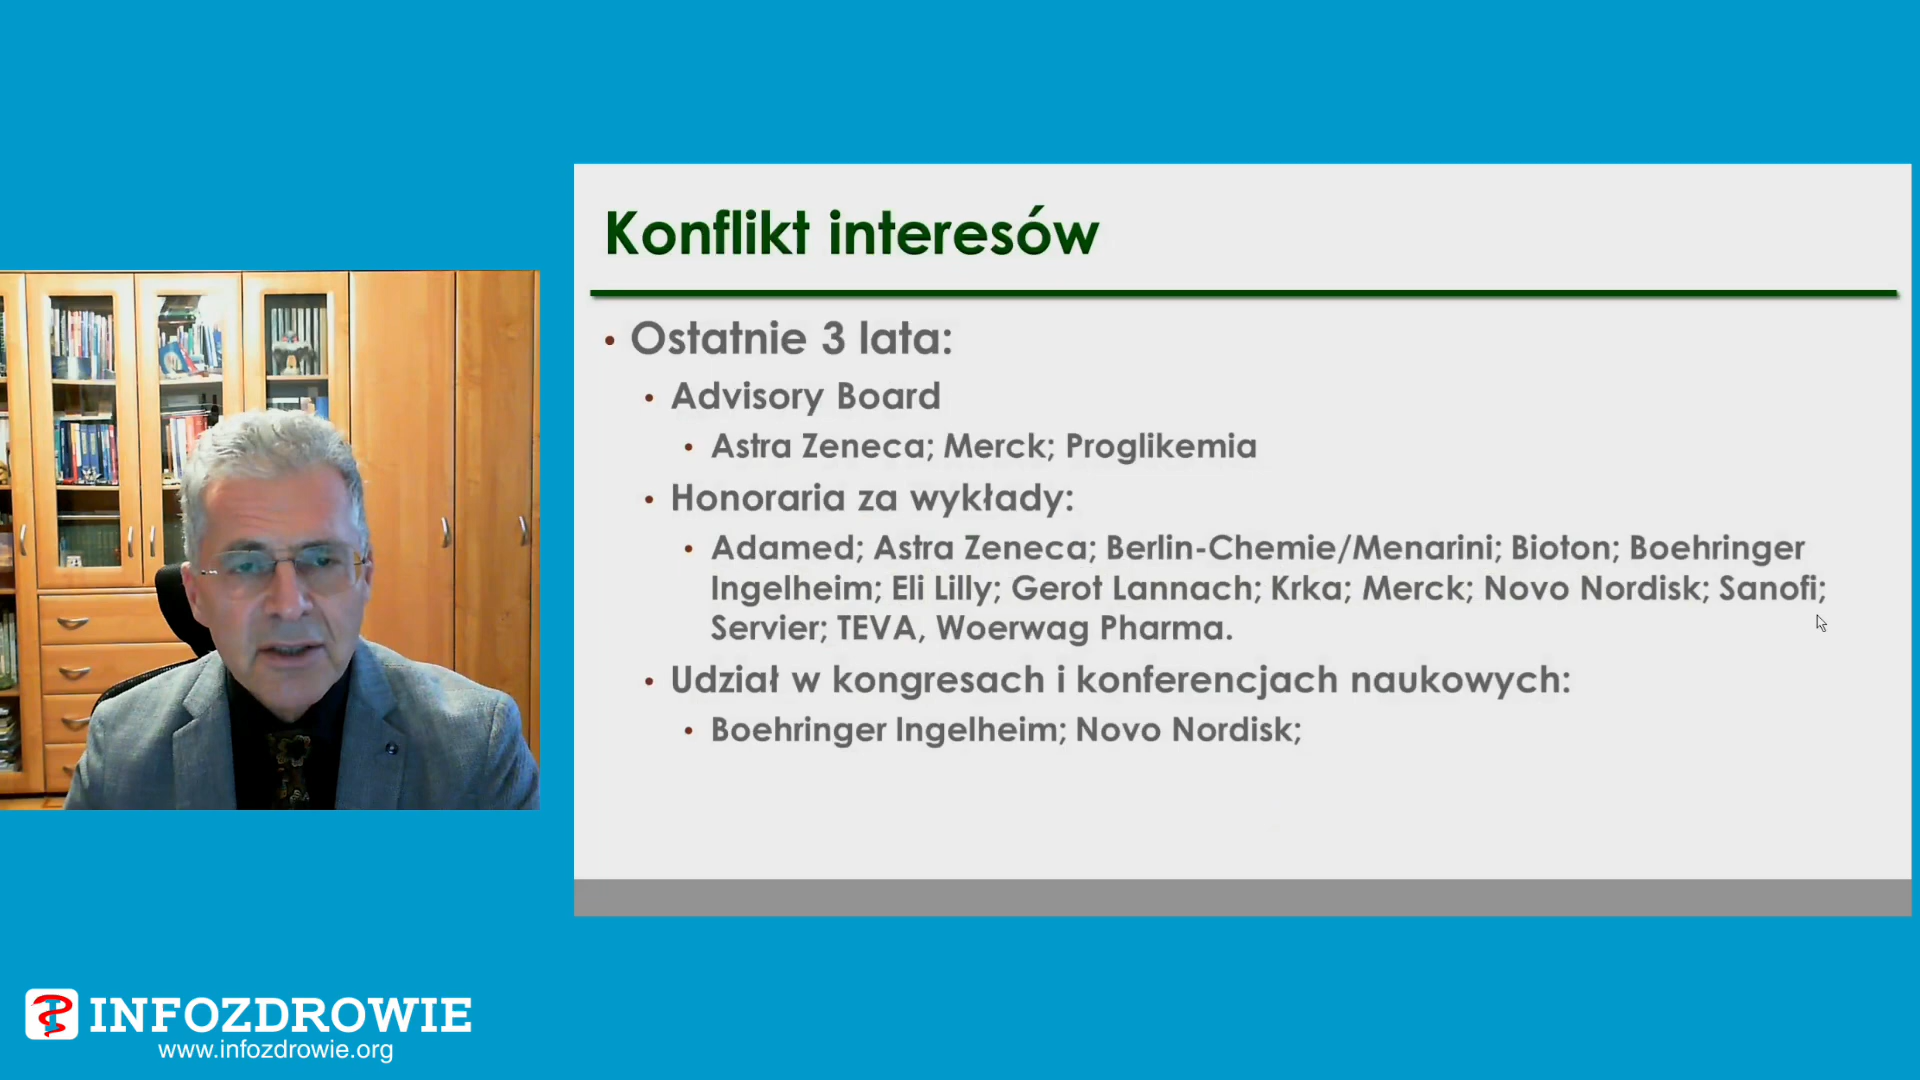 Konflikt interesów
• Ostatnie 3 lata:
• Advisory Board
• Astra Zeneca; Merck; Proglikemia
• Honoraria za wykłady:
• Adamed; Astra Zeneca; Berlin-Chemie/Menarini; Bioton; Boehringer
Ingelheim; Eli Lilly; Gerot Lannach; Krka; Merck; Novo Nordisk; Sanofi;
Servier; TEVA, Woerwag Pharma.
• Udział w kongresach i konferencjach naukowych:
• Boehringer Ingelheim; Novo Nordisk;
INFOZDROWIE
www.infozdrowie.org